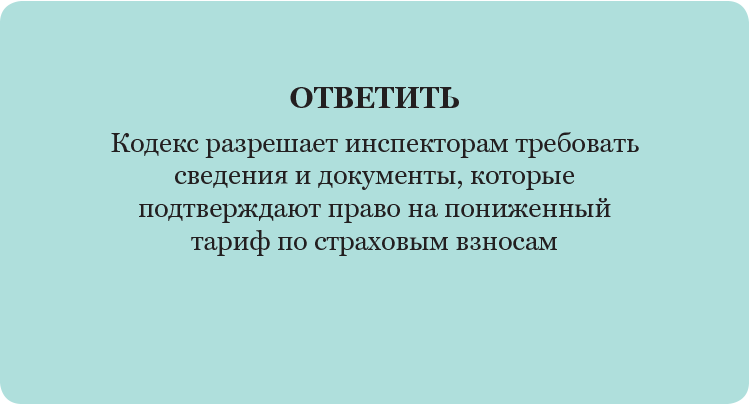 ОТВЕТИТЬ
Кодекс разрешает инспекторам требовать
сведения и документы, которые
подтверждают право на пониженный
тариф по страховым взносам